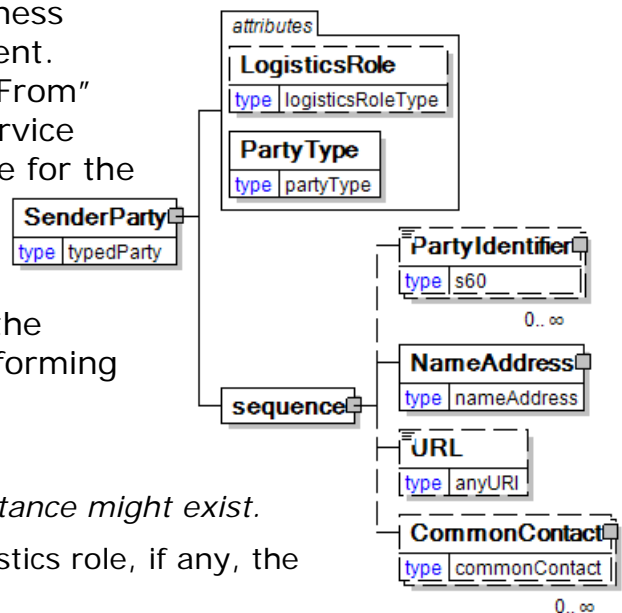 ness
ent.
From"
rvice
e for the
the
forming
tance might exist.
stics role, if any, the
attributes
LogisticsRole
type logisticsRoleType
PartyType
type partyType
SenderParty
type typedParty
sequence
PartyIdentifier
type s60
0.. ∞
NameAddress
type nameAddress
URL
type anyURI
CommonContact
type commonContact
0.. ∞